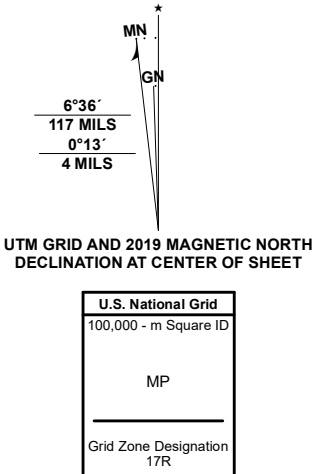 ★
MN
GN
6°36´
117 MILS
0°13´
4 MILS
UTM GRID AND 2019 MAGNETIC NORTH
DECLINATION AT CENTER OF SHEET
U.S. National Grid
100,000 - m Square ID
MP
Grid Zone Designation
17R